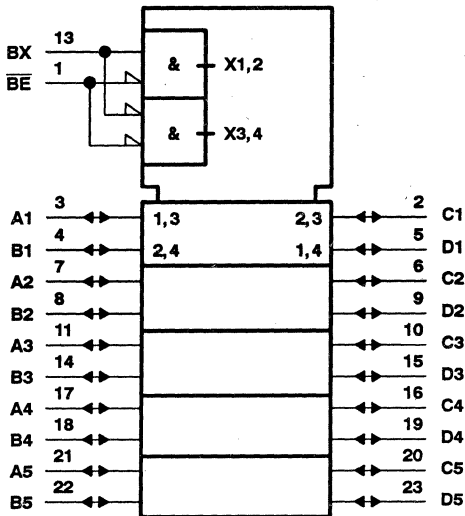 BX 13
& X1,2
BE 1
& X3,4
A1 3 1,3 2,3 2 C1
B1 4 2,4 1,4 5 D1
A2 7 6 C2
B2 8 9 D2
A3 11 10 C3
B3 14 15 D3
A4 17 16 C4
B4 18 19 D4
A5 21 20 C5
B5 22 23 D5